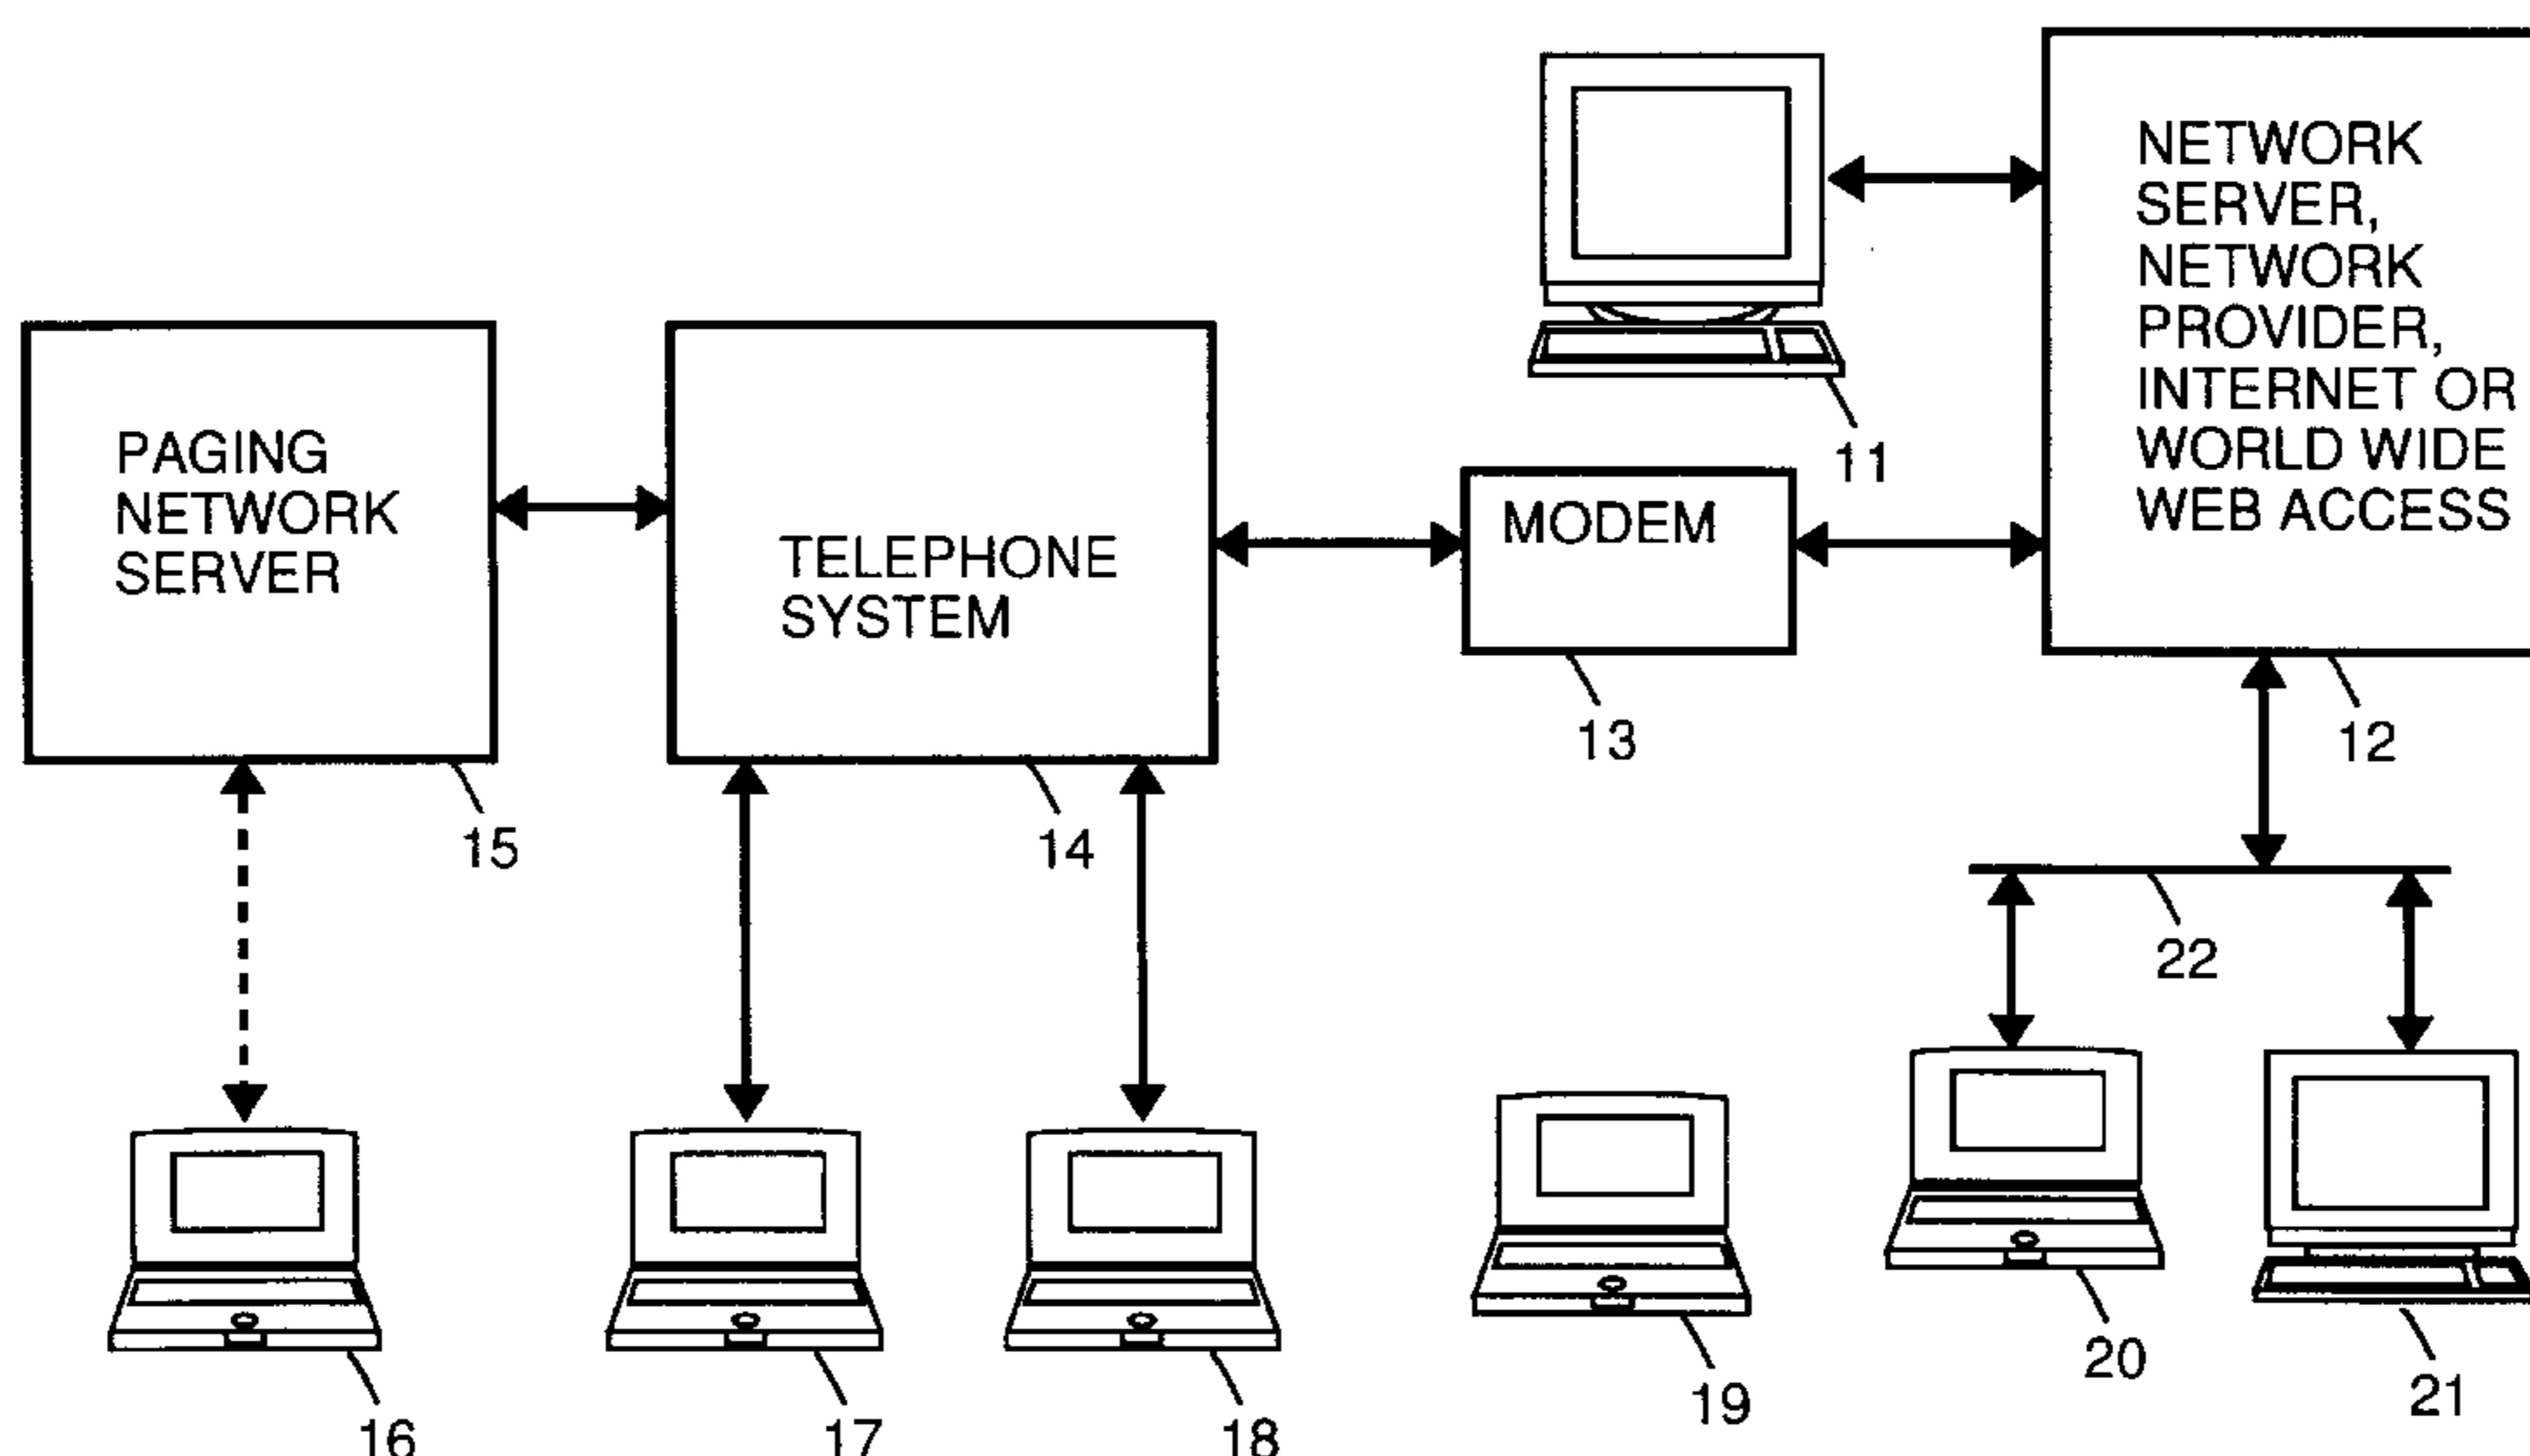 NETWORK
SERVER,
NETWORK
PROVIDER,
INTERNET OR
WORLD WIDE
WEB ACCESS
11
PAGING
NETWORK
SERVER
TELEPHONE
SYSTEM
MODEM
13
12
15
14
22
16
17
18
19
20
21